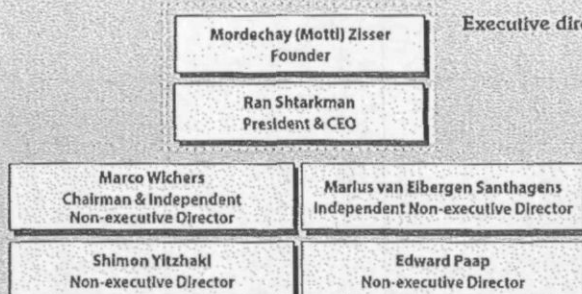 Executive dire
Mordechay (Motti) Zisser
Founder
Ran Shtarkman
President & CEO
Marco Wichers
Chairman & Independent
Non-executive Director
Marius van Eibergen Santhagens
Independent Non-executive Director
Shimon Yitzhaki
Non-executive Director
Edward Paap
Non-executive Director